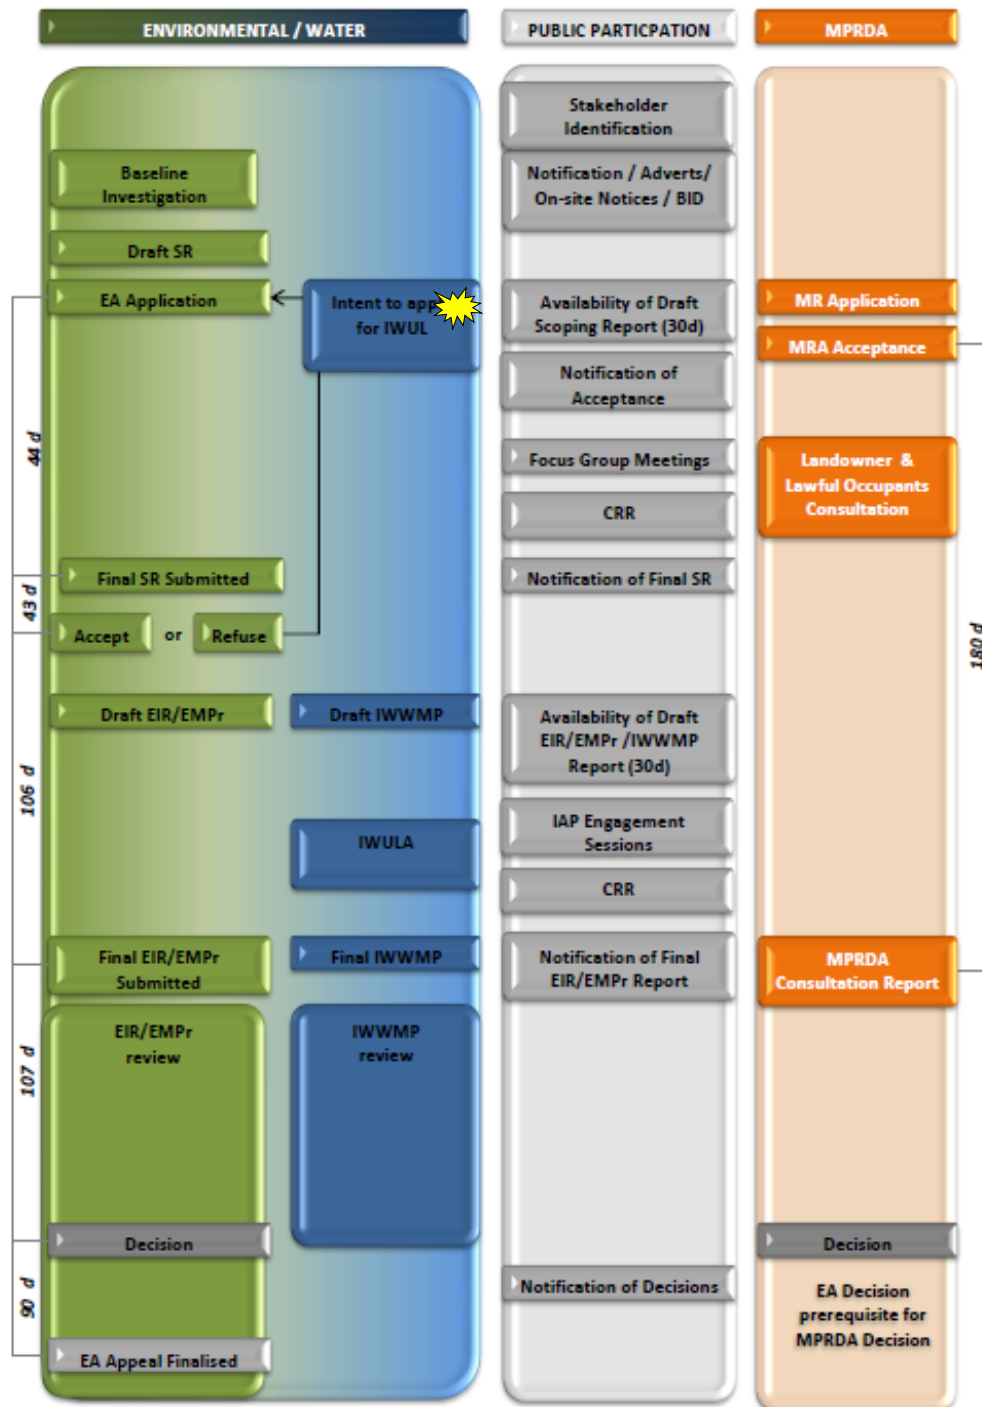 ENVIRONMENTAL / WATER
PUBLIC PARTICPATION
MPRDA
Stakeholder
Identification
Baseline
Investigation
Notification / Adverts/
On-site Notices / BID
Draft SR
EA Application
Intent to
for IWUL
Availability of Draft
Scoping Report (30d)
MR Application
MRA Acceptance
Notification of
Acceptance
44 d
Focus Group Meetings
Landowner &
Lawful Occupants
Consultation
CRR
Final SR Submitted
Notification of Final SR
43 d
Accept or Refuse
180 d
Draft EIR/EMPr
Draft IWWMP
Availability of Draft
EIR/EMPr /IWWMP
Report (30d)
106 d
IWULA
IAP Engagement
Sessions
CRR
Final EIR/EMPr
Submitted
Final IWWMP
Notification of Final
EIR/EMPr Report
MPRDA
Consultation Report
EIR/EMPr
review
IWWMP
review
107 d
Decision
Decision
90 d
Notification of Decisions
EA Decision
prerequisite for
MPRDA Decision
EA Appeal Finalised